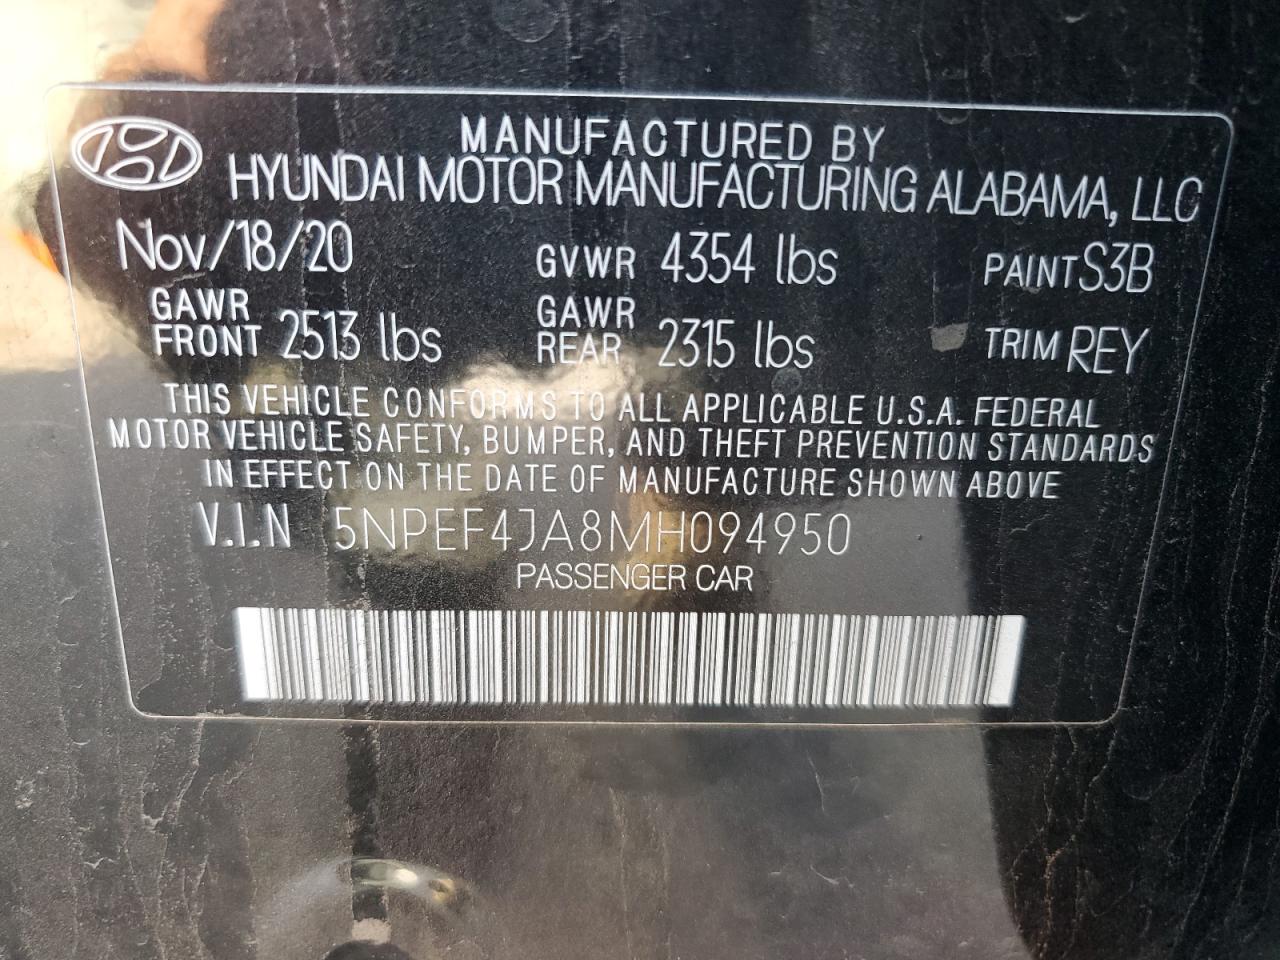 MANUFACTURED BY
HYUNDAI MOTOR MANUFACTURING ALABAMA, LLC
Nov/18/20 GVWR 4354 lbs PAINT S3B
GAWR FRONT 2513 lbs GAWR REAR 2315 lbs TRIM REY
THIS VEHICLE CONFORMS TO ALL APPLICABLE U.S.A. FEDERAL
MOTOR VEHICLE SAFETY, BUMPER, AND THEFT PREVENTION STANDARDS
IN EFFECT ON THE DATE OF MANUFACTURE SHOWN ABOVE
V.I.N 5NPEF4JA8MH094950
PASSENGER CAR